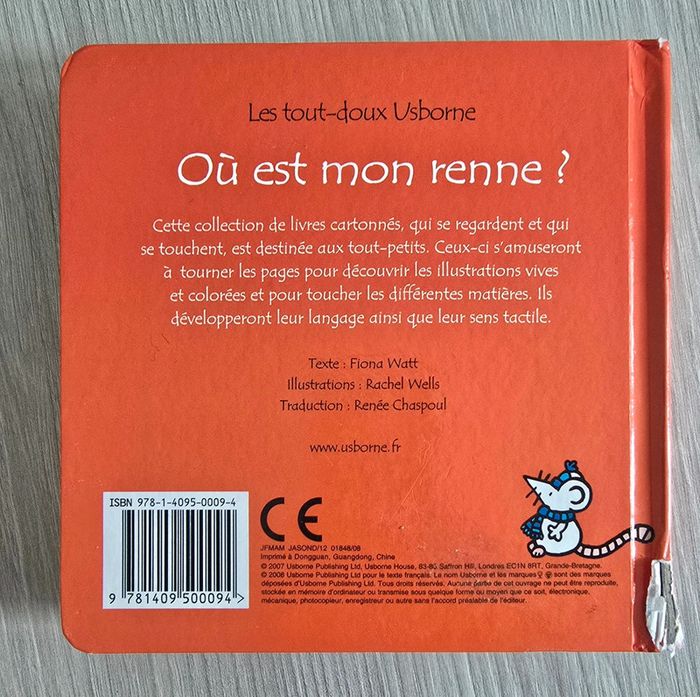 Les tout-doux Usborne
Où est mon renne ?
Cette collection de livres cartonnés, qui se regardent et qui
se touchent, est destinée aux tout-petits. Ceux-ci s'amuseront
à tourner les pages pour découvrir les illustrations vives
et colorées et pour toucher les différentes matières. Ils
développeront leur langage ainsi que leur sens tactile.
Texte : Fiona Watt
Illustrations : Rachel Wells
Traduction : Renée Chaspoul
www.usborne.fr
ISBN 978-1-4095-0009-4
9 781409 500094
CE
JFMAM JASOND/12 01848/08
Imprimé à Dongguan, Guangdong, Chine
© 2007 Usborne Publishing Ltd, Usborne House, 83-85 Saffron Hill, Londres EC1N 8RT, Grande-Bretagne.
© 2008 Usborne Publishing Ltd pour le texte français. Le nom Usborne et les marques sont des marques
déposées d'Usborne Publishing Ltd. Tous droits réservés. Aucune partie de cet ouvrage ne peut être reproduite,
stockée en mémoire d'ordinateur ou transmise sous quelque forme ou moyen que ce soit, électronique,
mécanique, photocopieur, enregistreur ou autre sans l'accord préalable de l'éditeur.